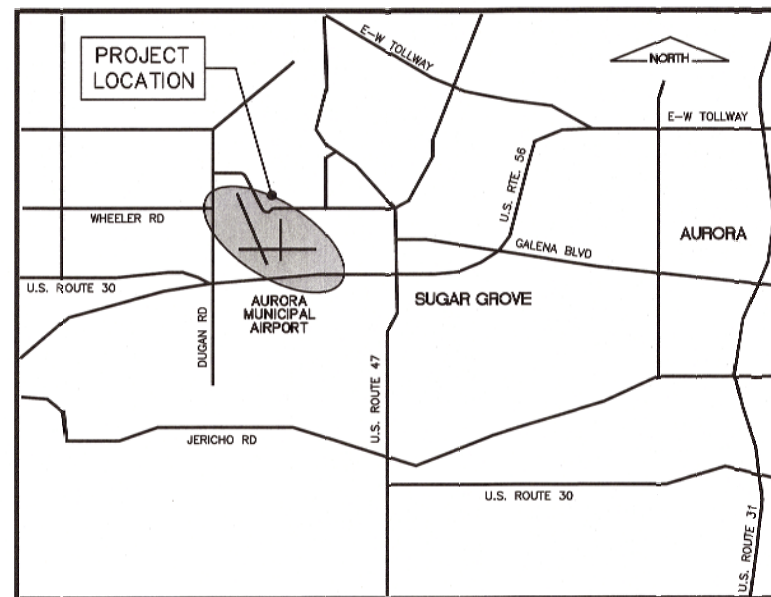 E-W TOLLWAY
PROJECT
LOCATION
NORTH
E-W TOLLWAY
U.S. RTE. 56
WHEELER RD
AURORA
GALENA BLVD
U.S. ROUTE 30
AURORA
MUNICIPAL
AIRPORT
SUGAR GROVE
DUGAN RD
U.S. ROUTE 47
JERICHO RD
U.S. ROUTE 30
U.S. ROUTE 31